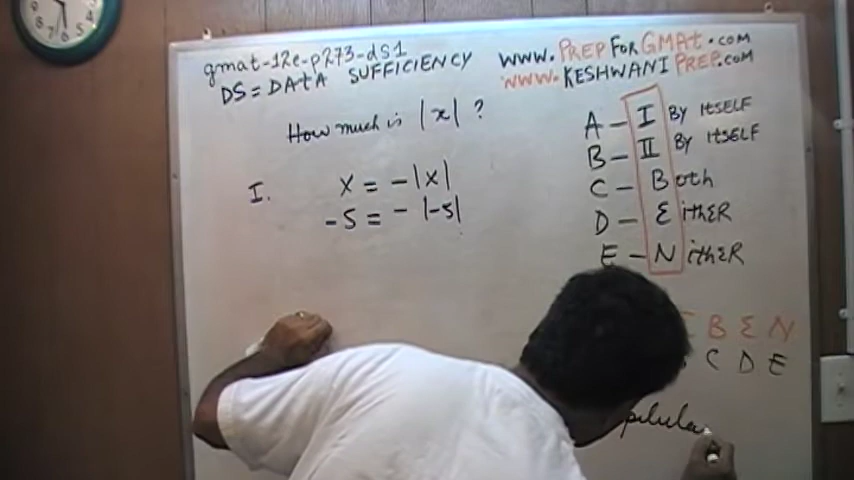 gmat-12e-p273-ds1
DS = DATA SUFFICIENCY
www.PREPFORGMAT.com
www.KESHWANIPREP.com
How much is |x| ?
I. x = -|x|
-5 = - |-5|
A - I BY ITSELF
B - II BY ITSELF
C - Both
D - EithER
E - NithER
B E N
C D E